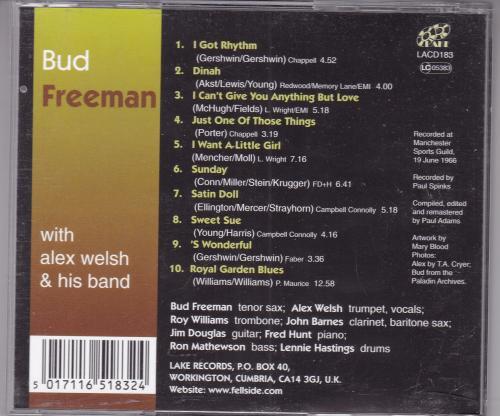 Bud
Freeman
with
alex welsh
& his band
5 017116 518324
1. I Got Rhythm
(Gershwin/Gershwin) Chappell 4.52
2. Dinah
(Akst/Lewis/Young) Redwood/Memory Lane/EMI 4.00
3. I Can't Give You Anything But Love
(McHugh/Fields) L. Wright/EMI 5.18
4. Just One Of Those Things
(Porter) Chappell 3.19
5. I Want A Little Girl
(Mencher/Moll) L. Wright 7.16
6. Sunday
(Conn/Miller/Stein/Krugger) FD+H 6.41
7. Satin Doll
(Ellington/Mercer/Strayhorn) Campbell Connolly 5.18
8. Sweet Sue
(Young/Harris) Campbell Connolly 4.16
9. 'S Wonderful
(Gershwin/Gershwin) Faber 3.36
10. Royal Garden Blues
(Williams/Williams) P. Maurice 12.58
Bud Freeman tenor sax; Alex Welsh trumpet, vocals;
Roy Williams trombone; John Barnes clarinet, baritone sax;
Jim Douglas guitar; Fred Hunt piano;
Ron Mathewson bass; Lennie Hastings drums
LAKE RECORDS, P.O. BOX 40,
WORKINGTON, CUMBRIA, CA14 3GJ, U.K.
Website: www.fellside.com
LAKE
LACD183
LC 05383
Recorded at
Manchester
Sports Guild,
19 June 1966
Recorded by
Paul Spinks
Compiled, edited
and remastered
by Paul Adams
Artwork by
Mary Blood
Photos:
Alex by T.A. Cryer;
Bud from the
Paladin Archives.